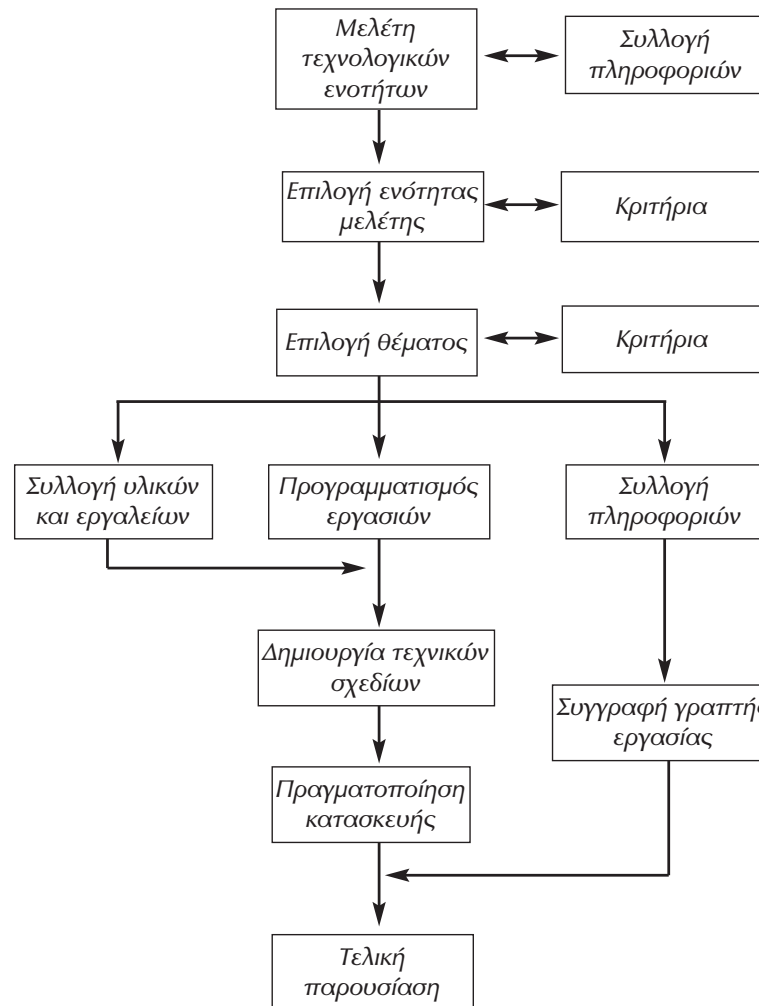 Μελέτη
τεχνολογικών
ενοτήτων
Συλλογή
πληροφοριών
Επιλογή ενότητας
μελέτης
Κριτήρια
Επιλογή θέματος
Κριτήρια
Συλλογή υλικών
και εργαλείων
Προγραμματισμός
εργασιών
Συλλογή
πληροφοριών
Δημιουργία τεχνικών
σχεδίων
Συγγραφή γραπτής
εργασίας
Πραγματοποίηση
κατασκευής
Τελική
παρουσίαση